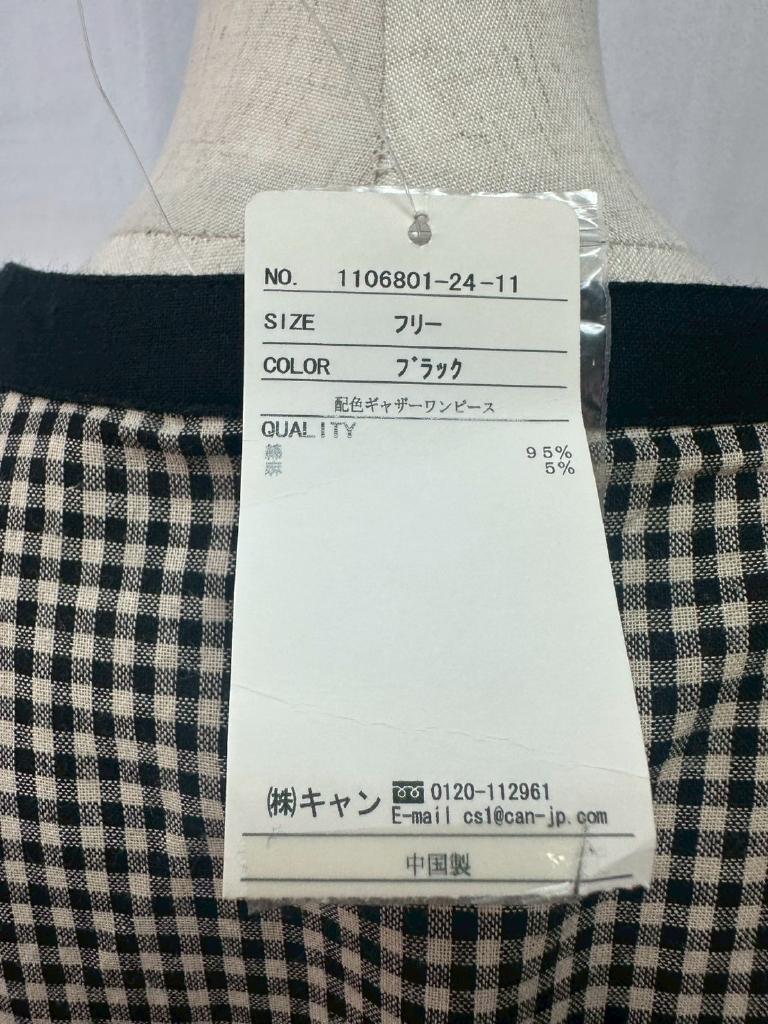 NO. 1106801-24-11
SIZE フリー
COLOR ブラック
配色ギャザーワンピース
QUALITY
綿 95%
麻 5%
㈱キャン 0120-112961
E-mail cs1@can-jp.com
中国製